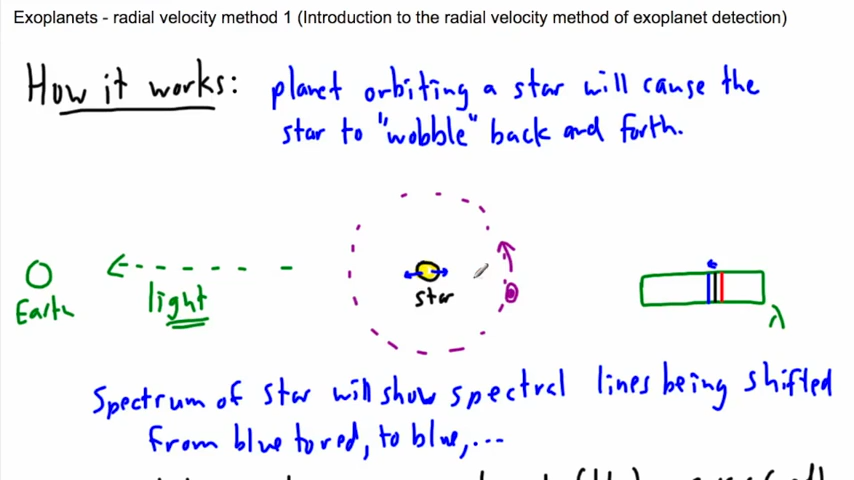 Exoplanets - radial velocity method 1 (Introduction to the radial velocity method of exoplanet detection)
How it works: planet orbiting a star will cause the
star to "wobble" back and forth.
Earth
light
star
λ
Spectrum of star will show spectral lines being shifted
from blue to red, to blue,...